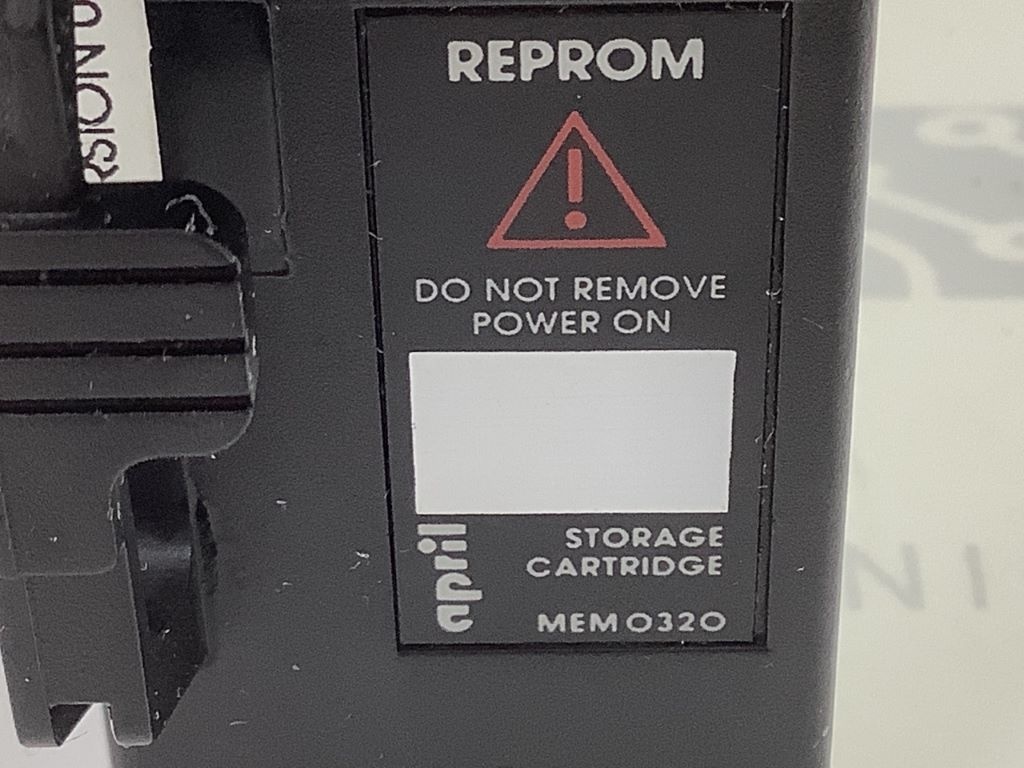 REPROM
DO NOT REMOVE
POWER ON
april
STORAGE
CARTRIDGE
MEM 0320